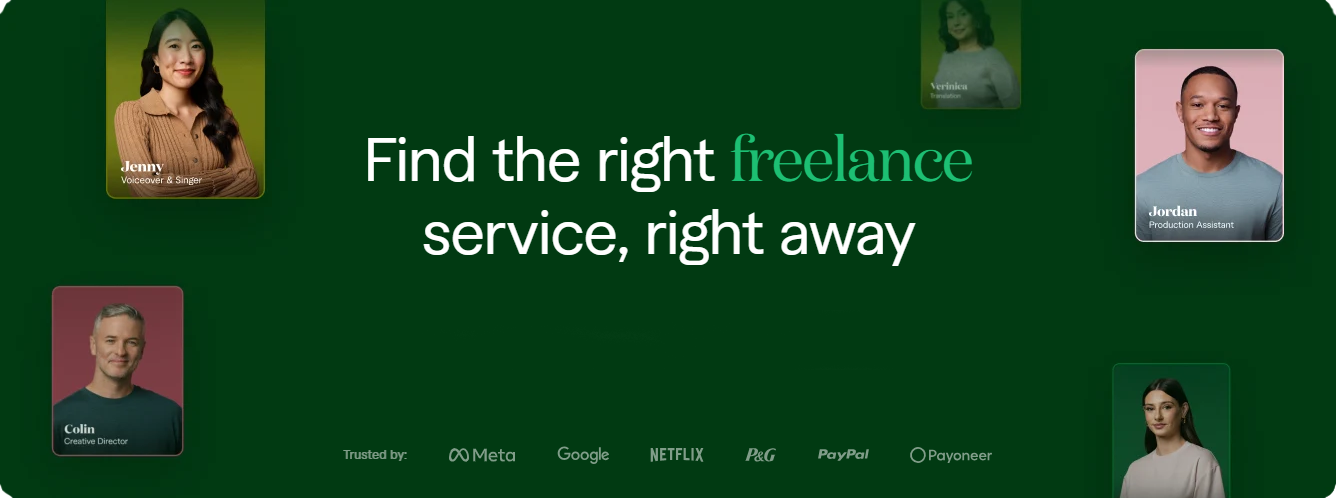 Jenny
Voiceover & Singer
Verinica
Translation
Jordan
Production Assistant
Find the right freelance
service, right away
Colin
Creative Director
Trusted by:
Meta
Google
NETFLIX
P&G
PayPal
Payoneer